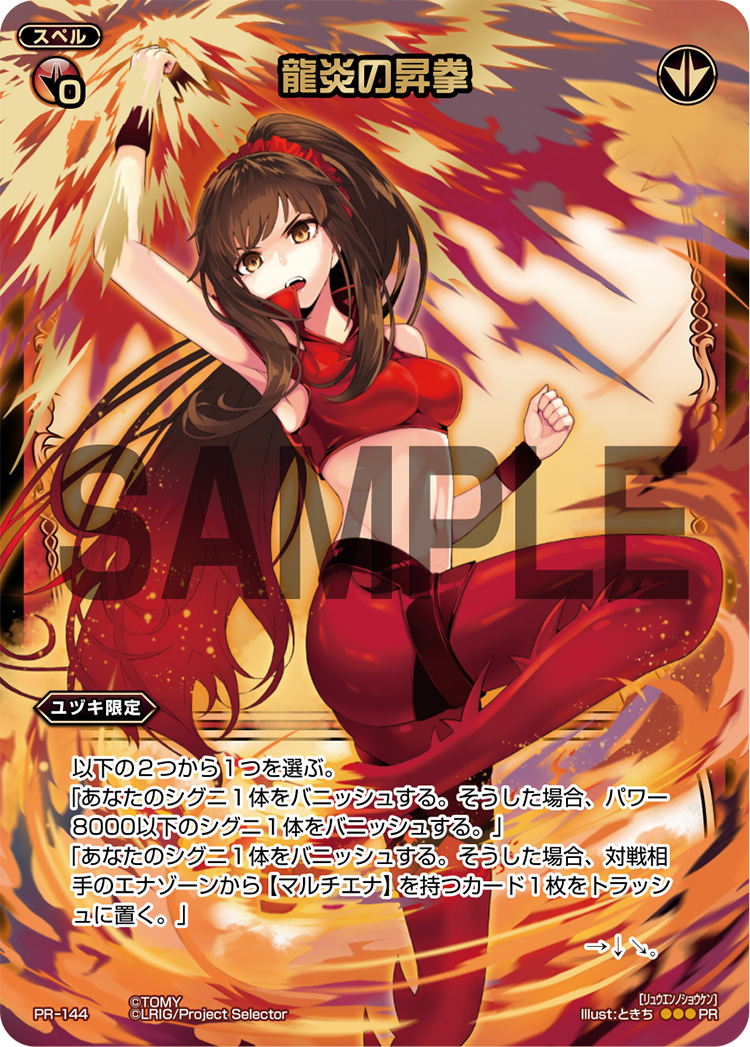 スペル
0
龍炎の昇拳
SAMPLE
ユヅキ限定
以下の２つから１つを選ぶ。
「あなたのシグニ１体をバニッシュする。そうした場合、パワー
8000以下のシグニ１体をバニッシュする。」
「あなたのシグニ１体をバニッシュする。そうした場合、対戦相
手のエナゾーンから【マルチエナ】を持つカード１枚をトラッシ
ュに置く。」
→↓↘。
PR-144
©TOMY
©LRIG/Project Selector
[リュウエンノショウケン]
Illust:ときち ●●●PR